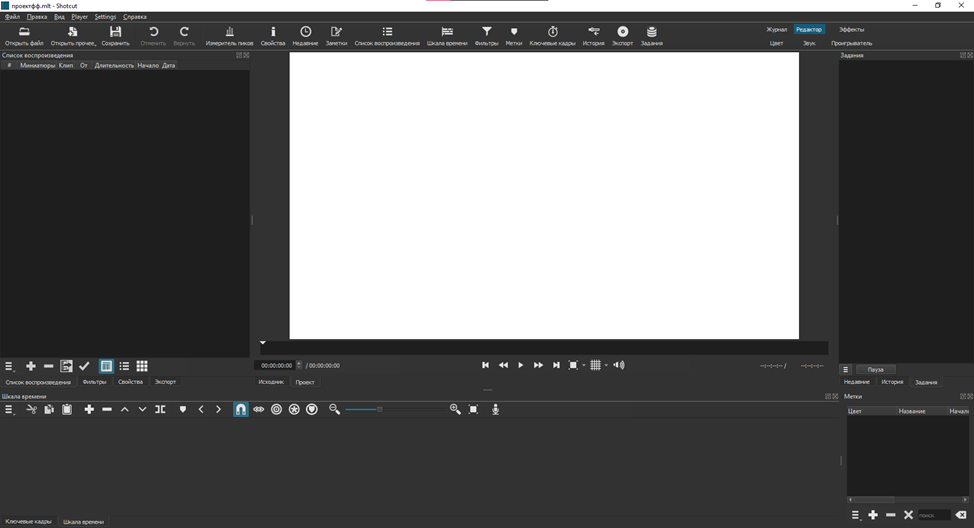 проектфф.mlt - Shotcut
Файл Правка Вид Player Settings Справка
Открыть файл Открыть прочее, Сохранить Отменить Вернуть Измеритель пиков Свойства Недавние Заметки Список воспроизведения Шкала времени Фильтры Метки Ключевые кадры История Экспорт Задания
Журнал Редактор Эффекты
Цвет Звук Проигрыватель
Список воспроизведения
# Миниатюры Клип От Длительность Начало Дата
Задания
00:00:00:00 / 00:00:00:00
--:--:--:-- / --:--:--:--
Пауза
Список воспроизведения Фильтры Свойства Экспорт
Исходник Проект
Недавние История Задания
Шкала времени
Метки
Цвет Название Начало
поиск
Ключевые кадры Шкала времени